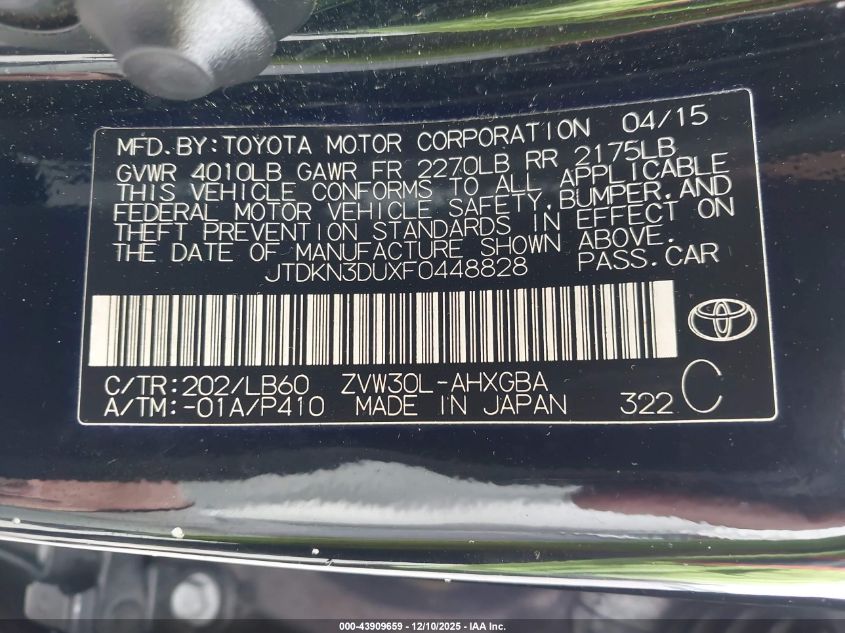 MFD.BY:TOYOTA MOTOR CORPORATION 04/15
GVWR 4010LB GAWR FR 2270LB RR 2175LB
THIS VEHICLE CONFORMS TO ALL APPLICABLE
FEDERAL MOTOR VEHICLE SAFETY,BUMPER,AND
THEFT PREVENTION STANDARDS IN EFFECT ON
THE DATE OF MANUFACTURE SHOWN ABOVE.
JTDKN3DUXF0448828 PASS.CAR
C/TR:202/LB60 ZVW30L-AHXGBA C
A/TM:-01A/P410 MADE IN JAPAN 322
000-43909659 - 12/10/2025 - IAA Inc.